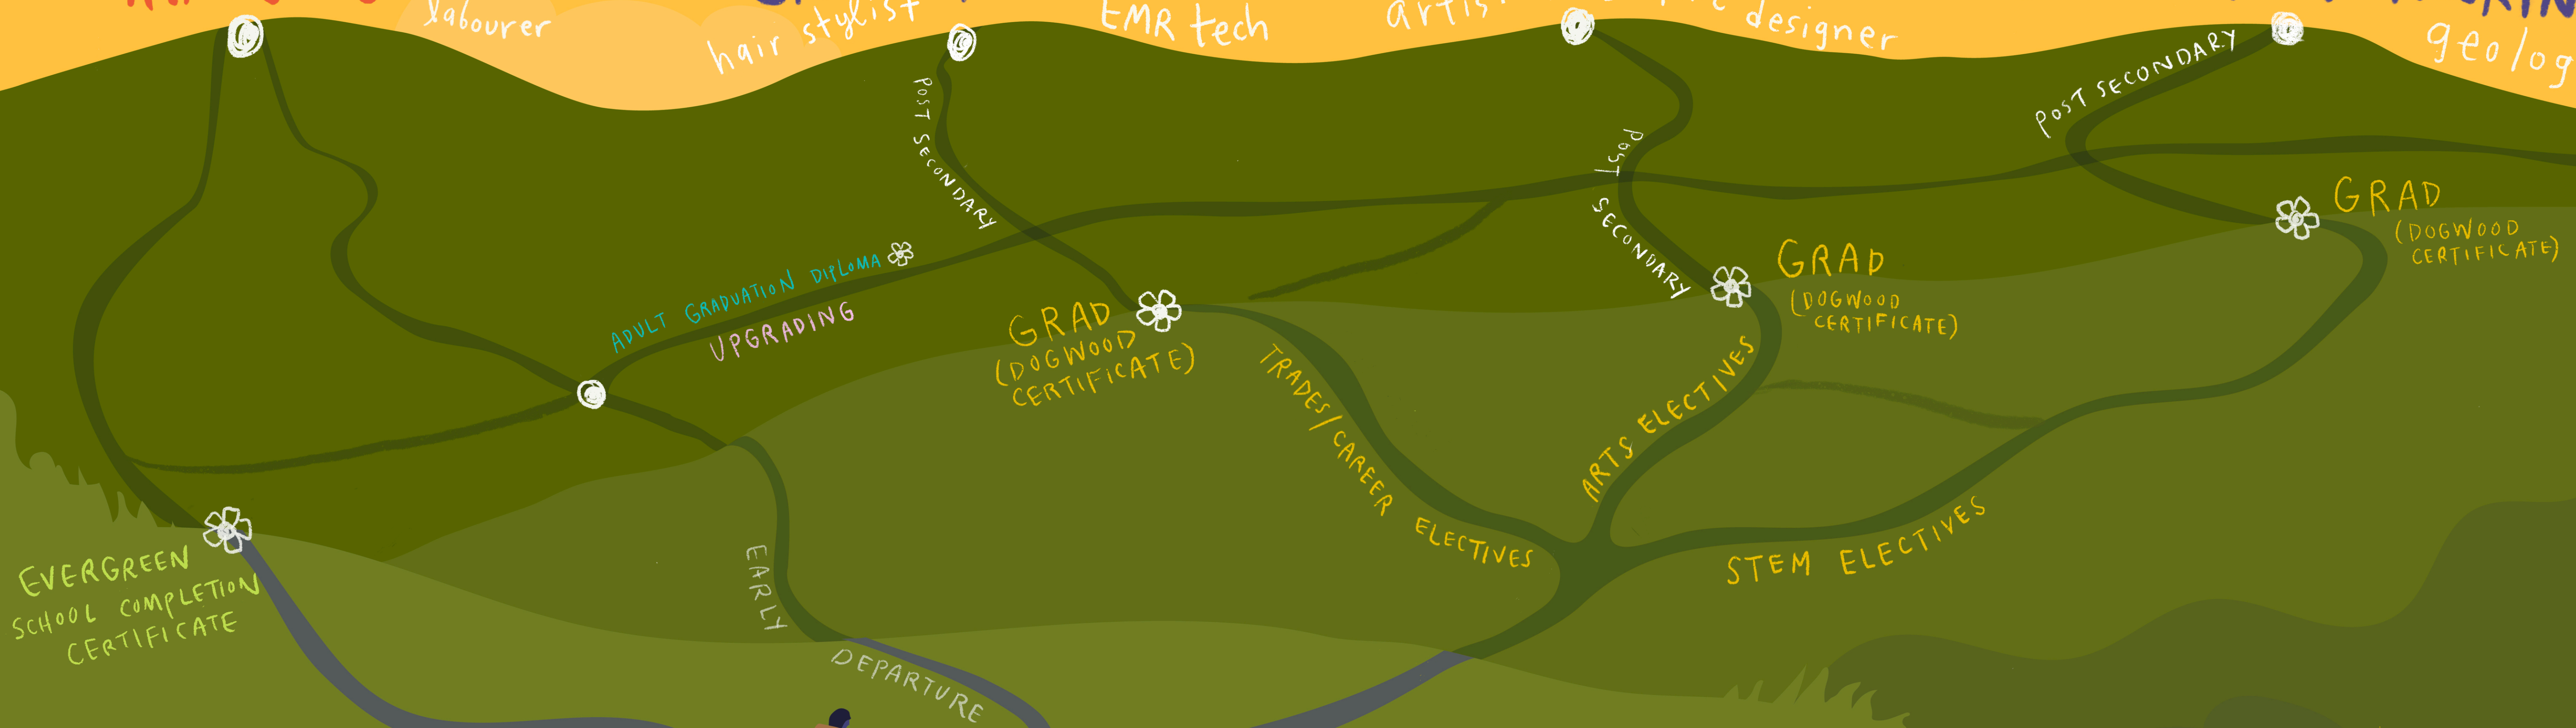 labourer
hair stylist
EMR tech
designer
geolog
POST SECONDARY
POST SECONDARY
POST SECONDARY
GRAD
(DOGWOOD
CERTIFICATE)
GRAD
(DOGWOOD
CERTIFICATE)
ADULT GRADUATION DIPLOMA
UPGRADING
GRAD
(DOGWOOD
CERTIFICATE)
TRADES/CAREER ELECTIVES
ARTS ELECTIVES
STEM ELECTIVES
EVERGREEN
SCHOOL COMPLETION
CERTIFICATE
EARLY
DEPARTURE